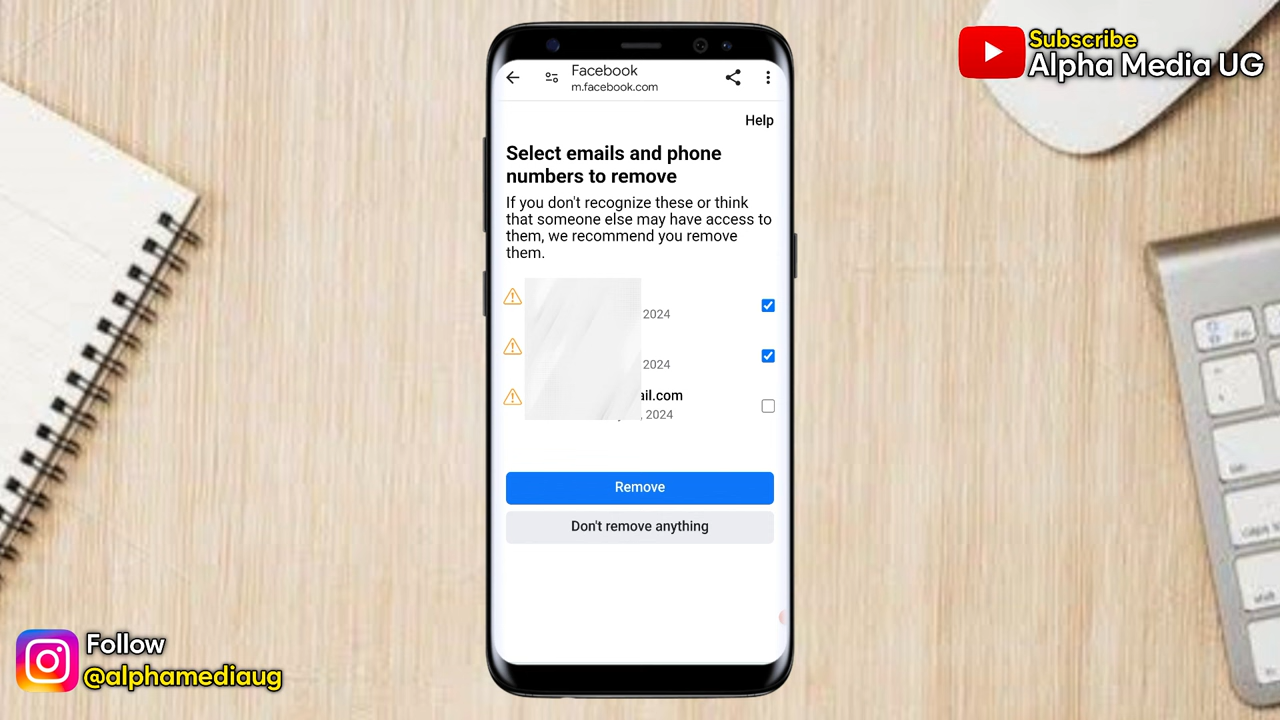 Subscribe
Alpha Media UG
Facebook
m.facebook.com
Help
Select emails and phone
numbers to remove
If you don't recognize these or think
that someone else may have access to
them, we recommend you remove
them.
2024
2024
ail.com
, 2024
Remove
Don't remove anything
Follow
@alphamediaug